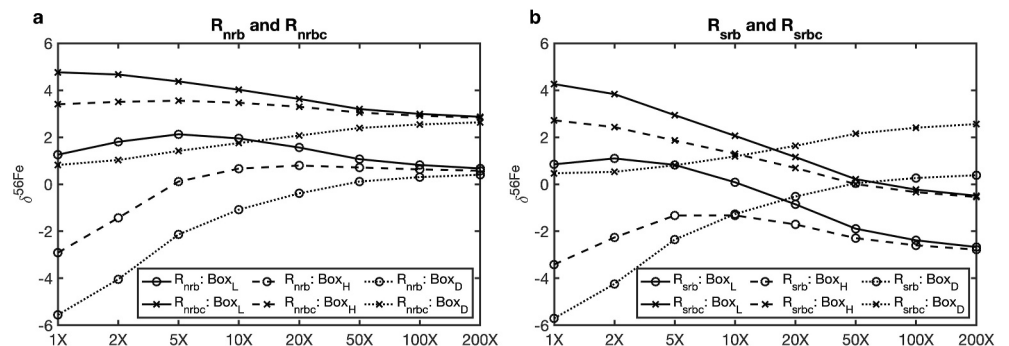 a
R_nrb and R_nrbc
6
4
2
0
-2
-4
-6
δ^56Fe
R_nrb: Box_L R_nrb: Box_H R_nrb: Box_D
R_nrbc: Box_L R_nrbc: Box_H R_nrbc: Box_D
1X 2X 5X 10X 20X 50X 100X 200X
b
R_srb and R_srbc
6
4
2
0
-2
-4
-6
δ^56Fe
R_srb: Box_L R_srb: Box_H R_srb: Box_D
R_srbc: Box_L R_srbc: Box_H R_srbc: Box_D
1X 2X 5X 10X 20X 50X 100X 200X